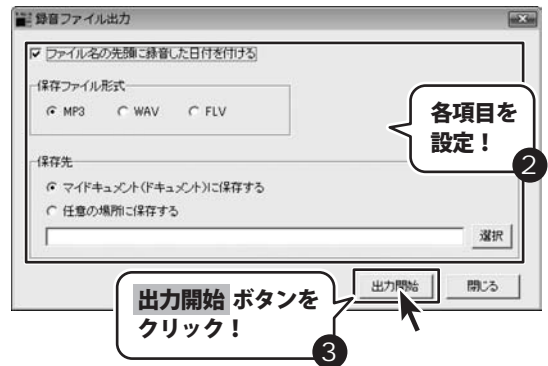 録音ファイル出力
ファイル名の先頭に録音した日付を付ける
保存ファイル形式
MP3 WAV FLV
各項目を
設定！
2
保存先
マイドキュメント(ドキュメント)に保存する
任意の場所に保存する
選択
出力開始 閉じる
出力開始 ボタンを
クリック！
3